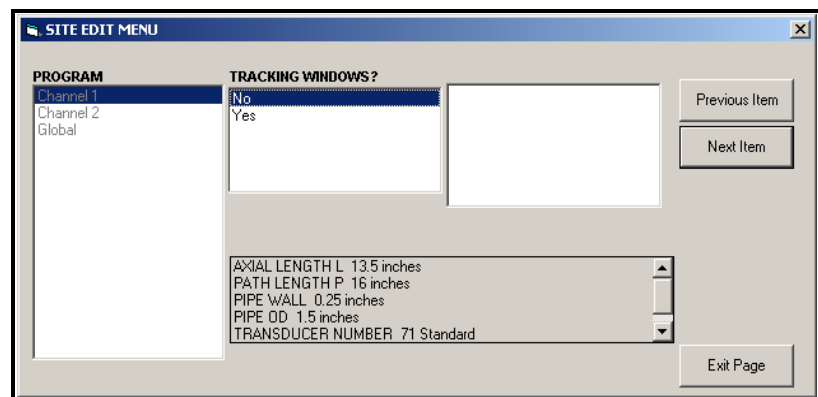 SITE EDIT MENU
PROGRAM
Channel 1
Channel 2
Global
TRACKING WINDOWS?
No
Yes
Previous Item
Next Item
AXIAL LENGTH L 13.5 inches
PATH LENGTH P 16 inches
PIPE WALL 0.25 inches
PIPE OD 1.5 inches
TRANSDUCER NUMBER 71 Standard
Exit Page